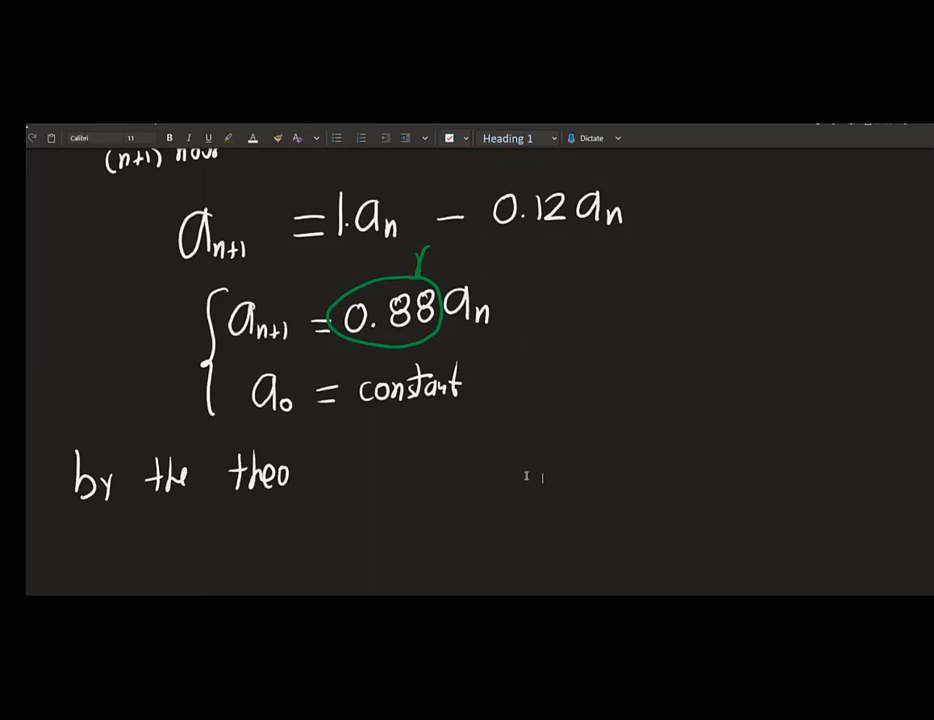 Calibri 11 B I U A Heading 1 Dictate
(n+1) hour
a_{n+1} = 1.a_n - 0.12 a_n
r
a_{n+1} = 0.88 a_n
a_0 = constant
by the theo